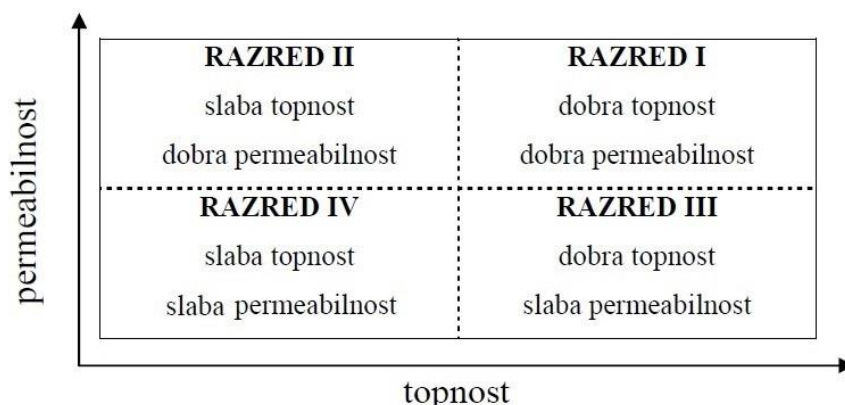 permeabilnost
RAZRED II
slaba topnost
dobra permeabilnost
RAZRED I
dobra topnost
dobra permeabilnost
RAZRED IV
slaba topnost
slaba permeabilnost
RAZRED III
dobra topnost
slaba permeabilnost
topnost